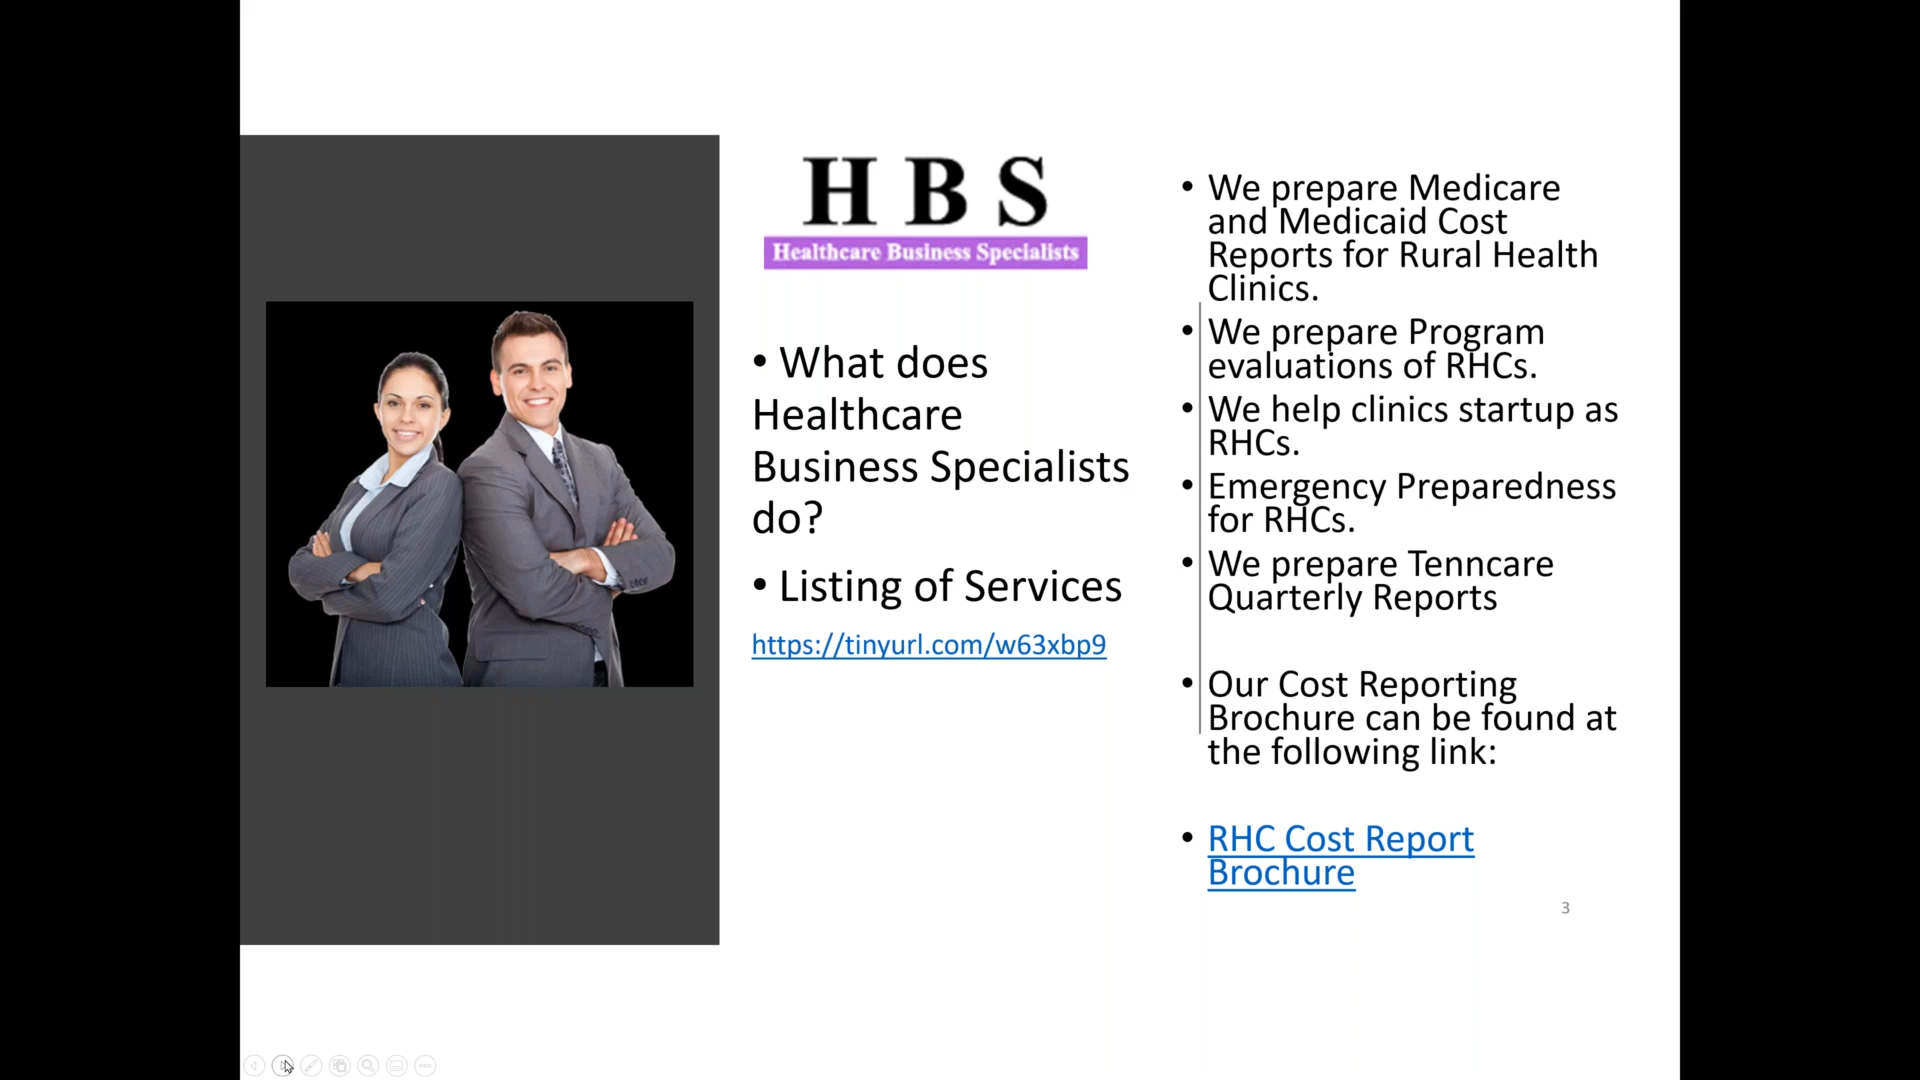 H B S
Healthcare Business Specialists
• What does
Healthcare
Business Specialists
do?
• Listing of Services
https://tinyurl.com/w63xbp9
• We prepare Medicare
and Medicaid Cost
Reports for Rural Health
Clinics.
• We prepare Program
evaluations of RHCs.
• We help clinics startup as
RHCs.
• Emergency Preparedness
for RHCs.
• We prepare Tenncare
Quarterly Reports
• Our Cost Reporting
Brochure can be found at
the following link:
• RHC Cost Report
Brochure
3